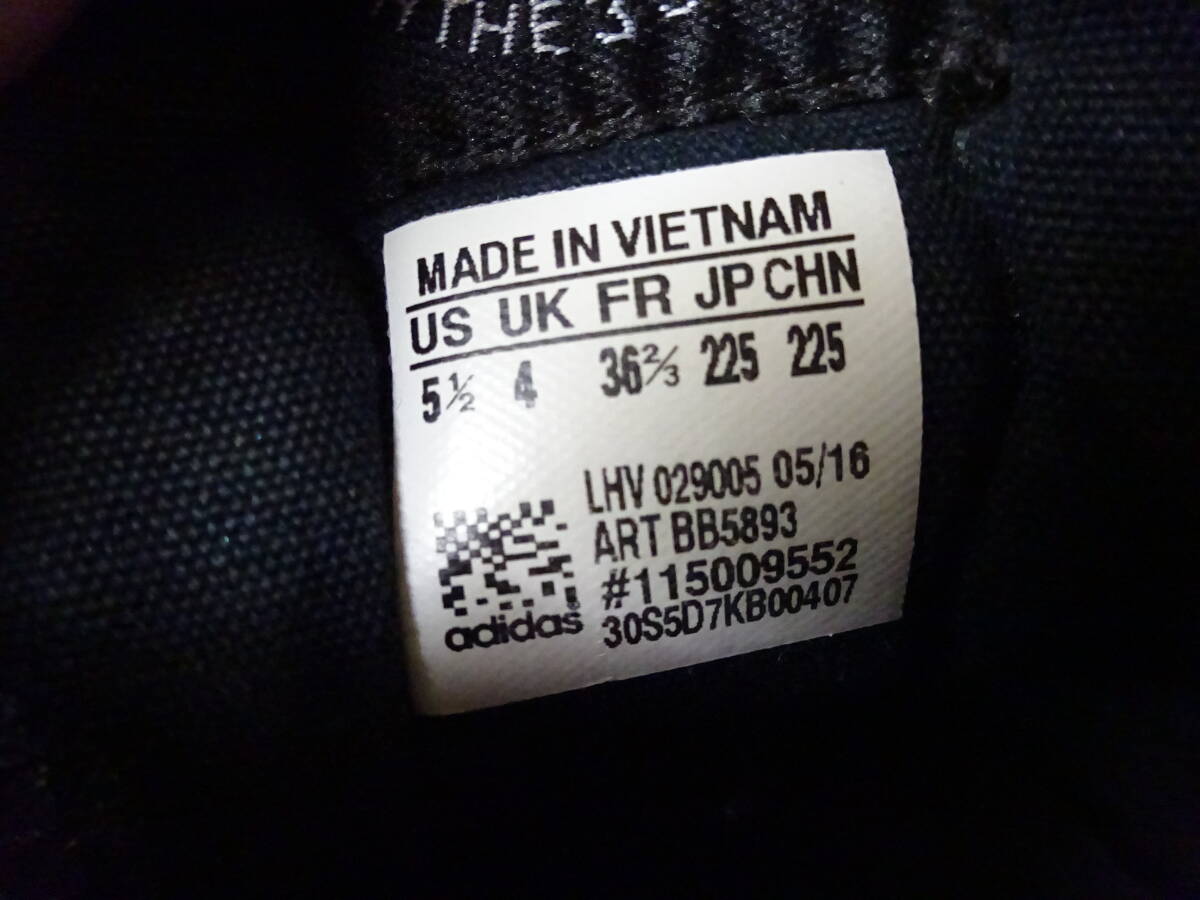 THE
MADE IN VIETNAM
US UK FR JP CHN
5½ 4 36⅔ 225 225
LHV 029005 05/16
ART BB5893
#115009552
adidas® 30S5D7KB00407